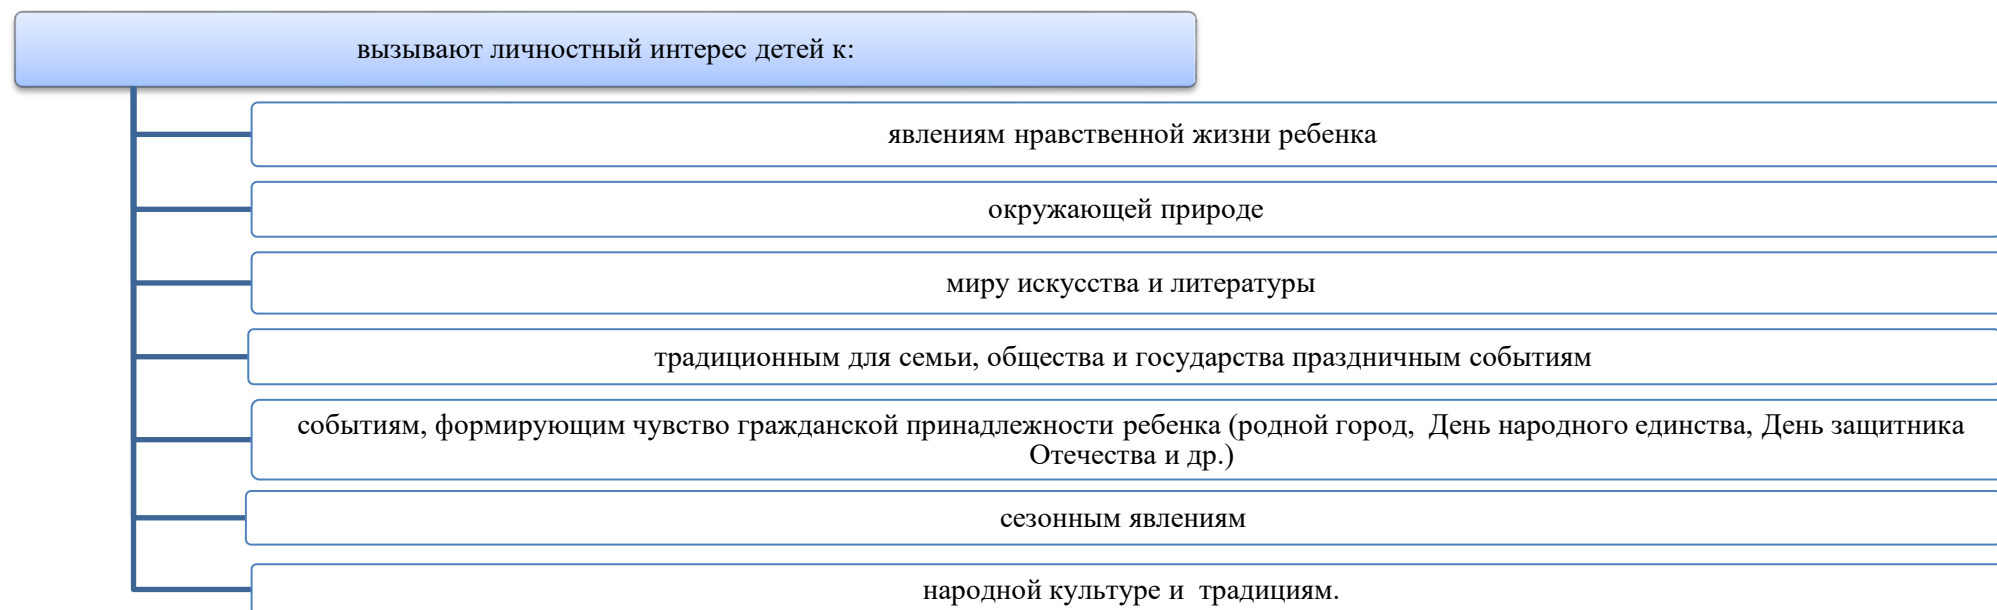 вызывают личностный интерес детей к:
явлениям нравственной жизни ребенка
окружающей природе
миру искусства и литературы
традиционным для семьи, общества и государства праздничным событиям
событиям, формирующим чувство гражданской принадлежности ребенка (родной город,  День народного единства, День защитника
Отечества и др.)
сезонным явлениям
народной культуре и  традициям.